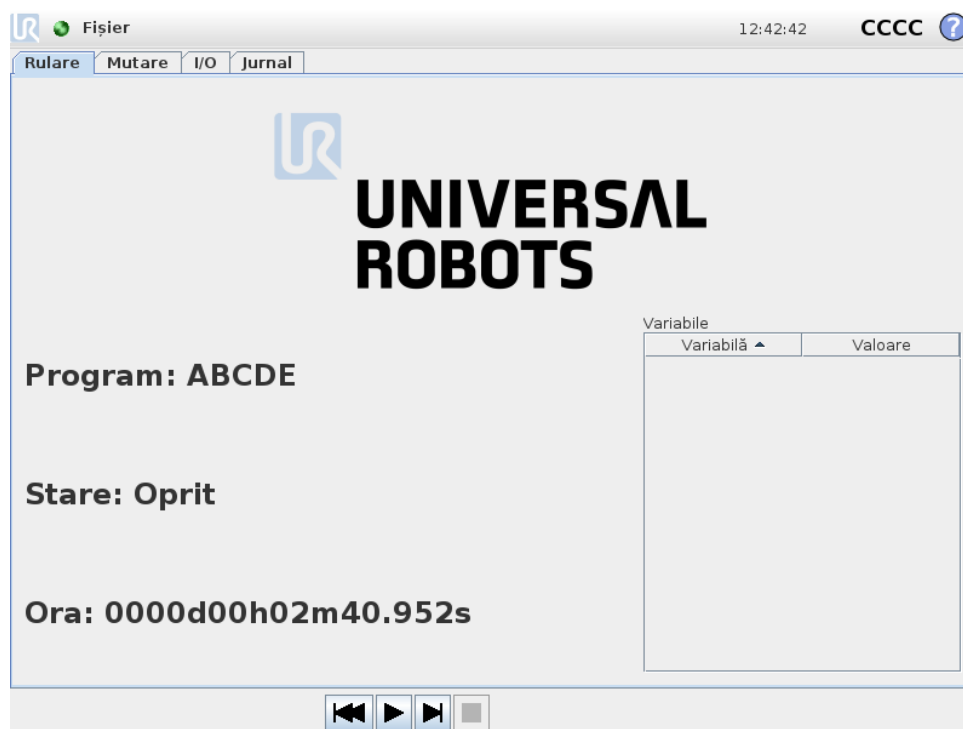 Fișier
12:42:42
CCCC
?
Rulare
Mutare
I/O
Jurnal
UR
UNIVERSAL
ROBOTS
Variabile
Variabilă
Valoare
Program: ABCDE
Stare: Oprit
Ora: 0000d00h02m40.952s